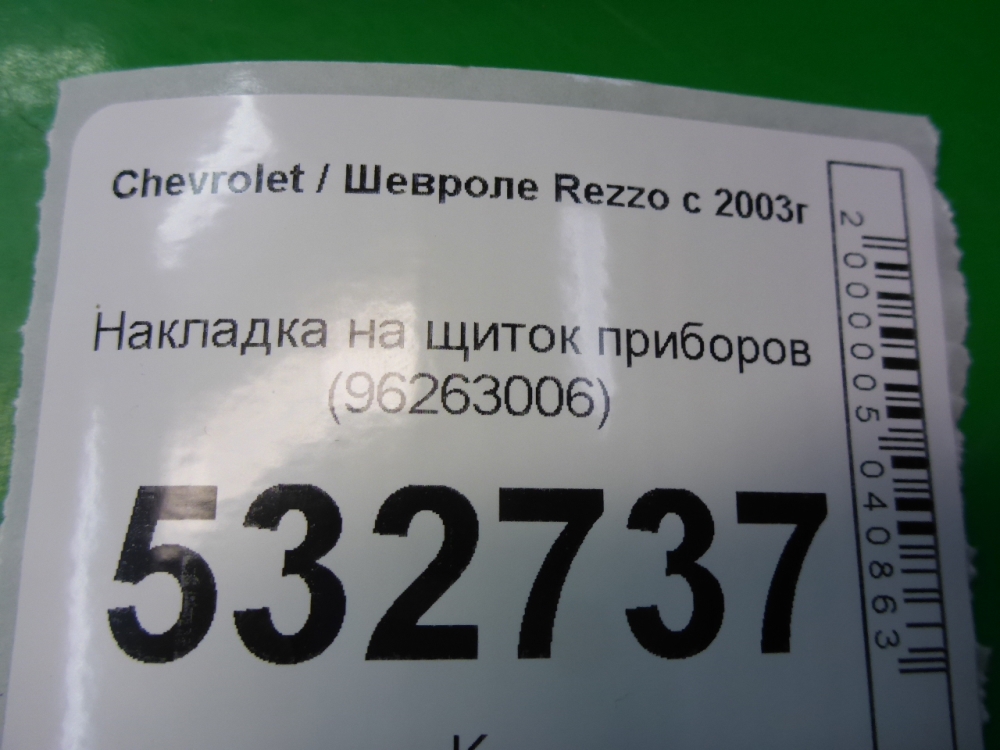 Chevrolet / Шевроле Rezzo с 2003г
Накладка на щиток приборов
(96263006)
532737
2000005040863